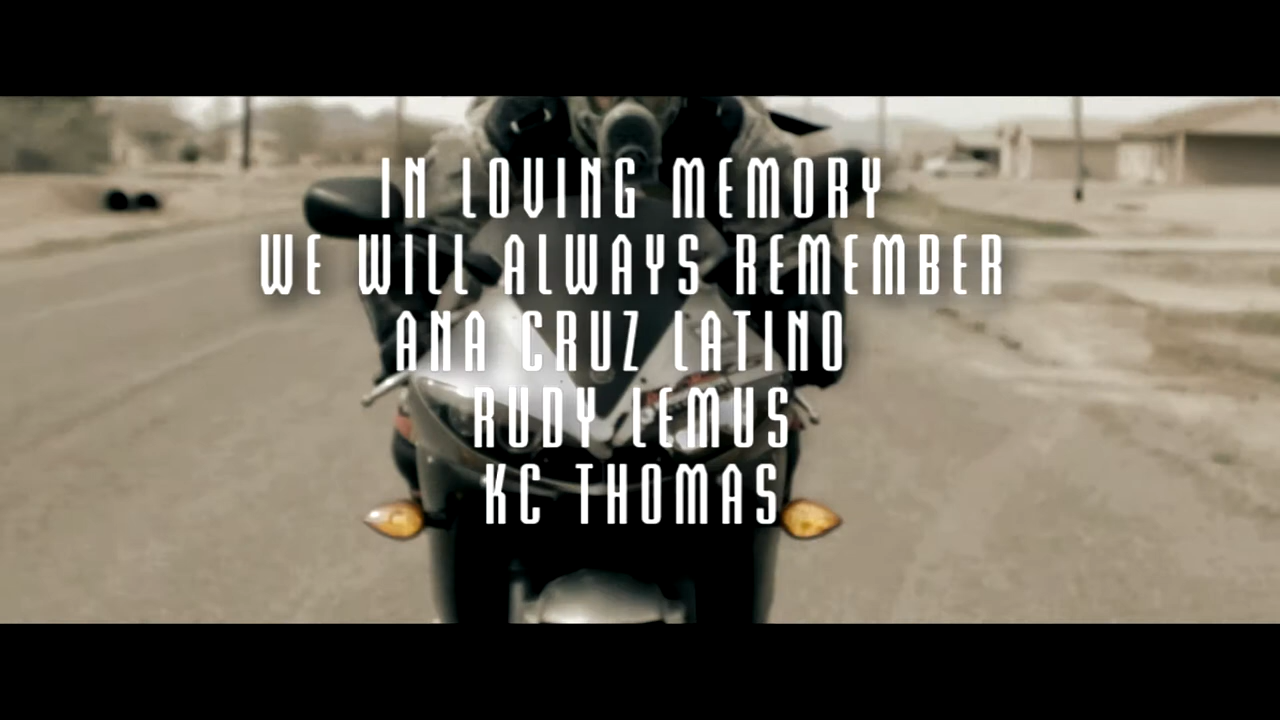 IN LOVING MEMORY
WE WILL ALWAYS REMEMBER
ANA CRUZ LATINO
RUDY LEMUS
KC THOMAS